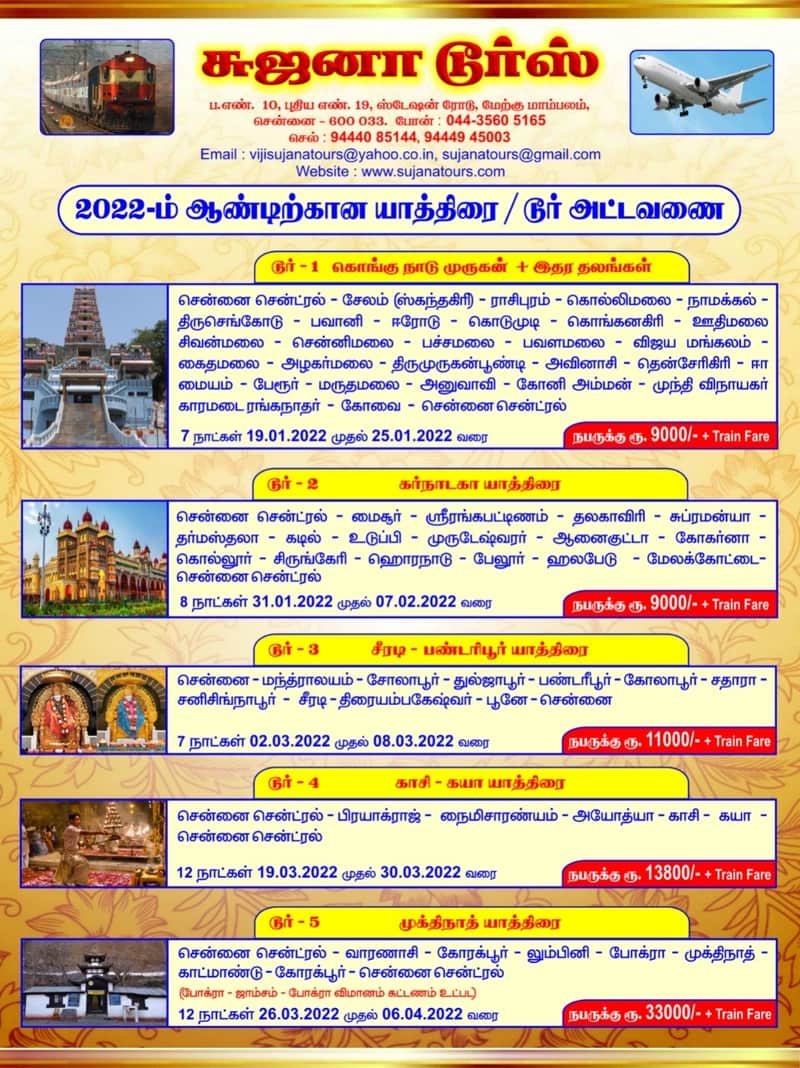 சுஜனா டூர்ஸ்
ப.எண். 10, புதிய எண். 19, ஸ்டேஷன் ரோடு, மேற்கு மாம்பலம்,
சென்னை - 600 033. போன் : 044-3560 5165
செல் : 94440 85144, 94449 45003
Email : vijisujanatours@yahoo.co.in, sujanatours@gmail.com
Website : www.sujanatours.com
2022-ம் ஆண்டிற்கான யாத்திரை / டூர் அட்டவணை
டூர் - 1 கொங்கு நாடு முருகன் + இதர தலங்கள்
சென்னை சென்ட்ரல் - சேலம் (ஸ்கந்தகிரி) - ராசிபுரம் - கொல்லிமலை - நாமக்கல் -
திருசெங்கோடு - பவானி - ஈரோடு - கொடுமுடி - கொங்கனகிரி - ஊதிமலை
சிவன்மலை - சென்னிமலை - பச்சமலை - பவளமலை - விஜய மங்கலம் -
கைதமலை - அழகர்மலை - திருமுருகன்பூண்டி - அவினாசி - தென்சேரிகிரி - ஈா
மையம் - பேரூர் - மருதமலை - அனுவாவி - கோனி அம்மன் - முந்தி விநாயகர்
காரமடை ரங்கநாதர் - கோவை - சென்னை சென்ட்ரல்
7 நாட்கள் 19.01.2022 முதல் 25.01.2022 வரை
நபருக்கு ரூ. 9000/- + Train Fare
டூர் - 2 கர்நாடகா யாத்திரை
சென்னை சென்ட்ரல் - மைசூர் - ஸ்ரீரங்கபட்டிணம் - தலகாவிரி - சுப்ரமன்யா -
தர்மஸ்தலா - கடில் - உடுப்பி - முருடேஷ்வரர் - ஆனைகுட்டா - கோகர்னா -
கொல்லூர் - சிருங்கேரி - ஹொரநாடு - பேலூர் - ஹலபேடு - மேலக்கோட்டை-
சென்னை சென்ட்ரல்
8 நாட்கள் 31.01.2022 முதல் 07.02.2022 வரை
நபருக்கு ரூ. 9000/- + Train Fare
டூர் - 3 சீரடி - பண்டரிபூர் யாத்திரை
சென்னை - மந்த்ராலயம் - சோலாபூர் - துல்ஜாபூர் - பண்டரீபூர் - கோலாபூர் - சதாரா -
சனிசிங்நாபூர் - சீரடி - திரையம்பகேஷ்வர் - பூனே - சென்னை
7 நாட்கள் 02.03.2022 முதல் 08.03.2022 வரை
நபருக்கு ரூ. 11000/- + Train Fare
டூர் - 4 காசி - கயா யாத்திரை
சென்னை சென்ட்ரல் - பிரயாக்ராஜ் - நைமிசாரண்யம் - அயோத்யா - காசி - கயா -
சென்னை சென்ட்ரல்
12 நாட்கள் 19.03.2022 முதல் 30.03.2022 வரை
நபருக்கு ரூ. 13800/- + Train Fare
டூர் - 5 முக்திநாத் யாத்திரை
சென்னை சென்ட்ரல் - வாரணாசி - கோரக்பூர் - லும்பினி - போக்ரா - முக்திநாத் -
காட்மாண்டு - கோரக்பூர் - சென்னை சென்ட்ரல்
(போக்ரா - ஜாம்சம் - போக்ரா விமானம் கட்டணம் உட்பட)
12 நாட்கள் 26.03.2022 முதல் 06.04.2022 வரை
நபருக்கு ரூ. 33000/- + Train Fare